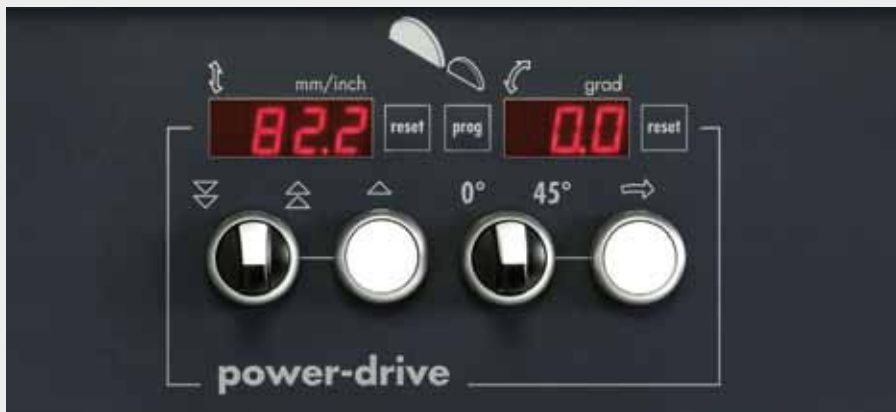 mm/inch
grad
82.2
reset
prog
0.0
reset
0°
45°
power-drive